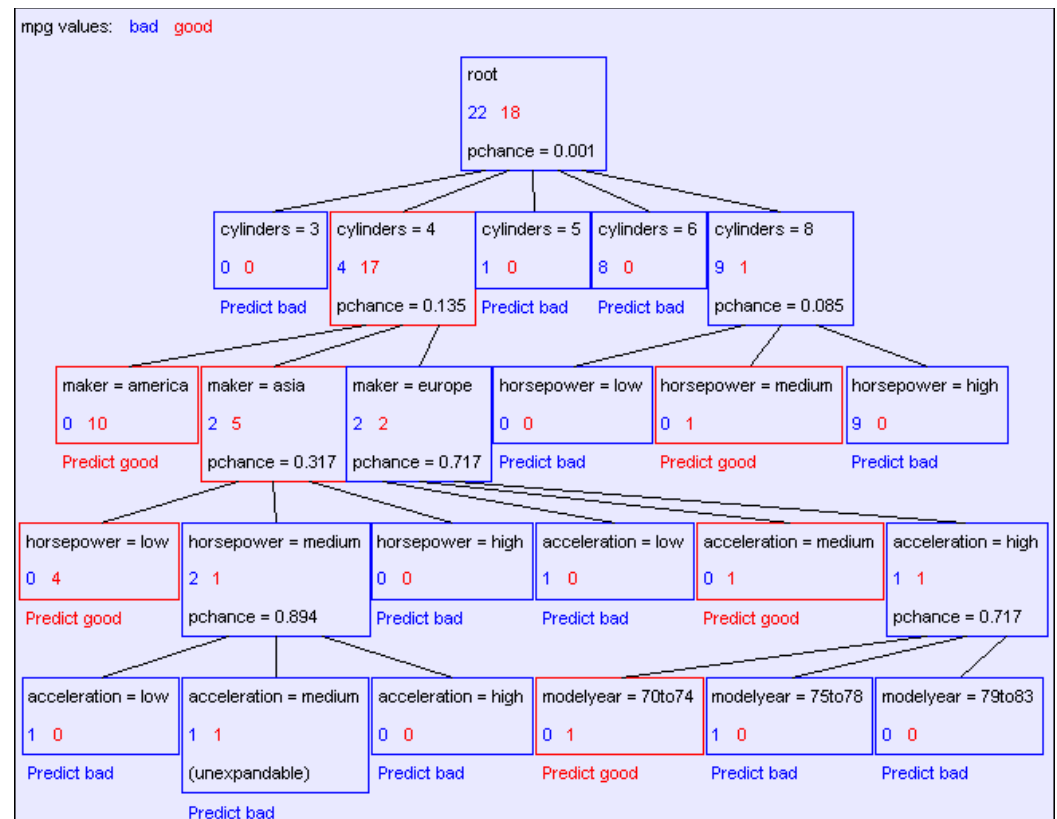 mpg values: bad good
root
22 18
pchance = 0.001
cylinders = 3 cylinders = 4 cylinders = 5 cylinders = 6 cylinders = 8
0 0 4 17 1 0 8 0 9 1
Predict bad pchance = 0.135 Predict bad Predict bad pchance = 0.085
maker = america maker = asia maker = europe horsepower = low horsepower = medium horsepower = high
0 10 2 5 2 2 0 0 0 1 9 0
Predict good pchance = 0.317 pchance = 0.717 Predict bad Predict good Predict bad
horsepower = low horsepower = medium horsepower = high acceleration = low acceleration = medium acceleration = high
0 4 2 1 0 0 1 0 0 1 1 1
Predict good pchance = 0.894 Predict bad Predict bad Predict good pchance = 0.717
acceleration = low acceleration = medium acceleration = high modelyear = 70to74 modelyear = 75to78 modelyear = 79to83
1 0 1 1 0 0 0 1 1 0 0 0
Predict bad (unexpandable) Predict bad Predict good Predict bad Predict bad
Predict bad